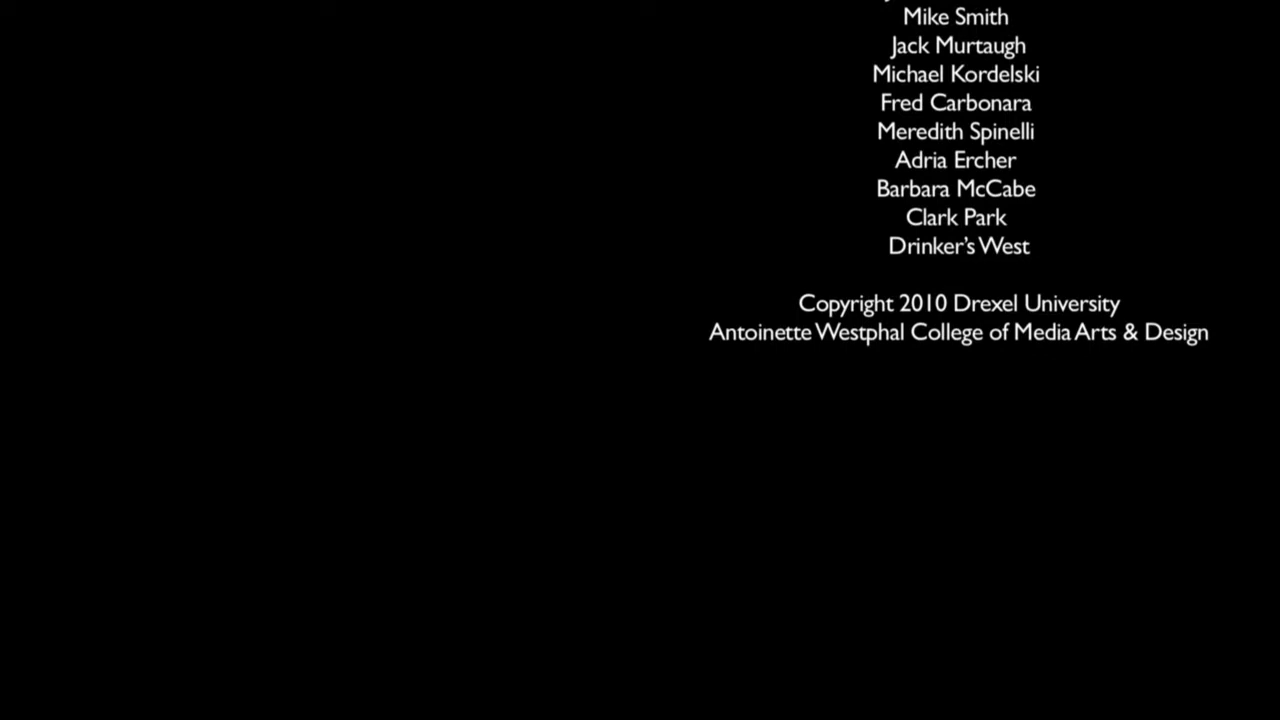 Mike Smith
Jack Murtaugh
Michael Kordelski
Fred Carbonara
Meredith Spinelli
Adria Ercher
Barbara McCabe
Clark Park
Drinker's West
Copyright 2010 Drexel University
Antoinette Westphal College of Media Arts & Design